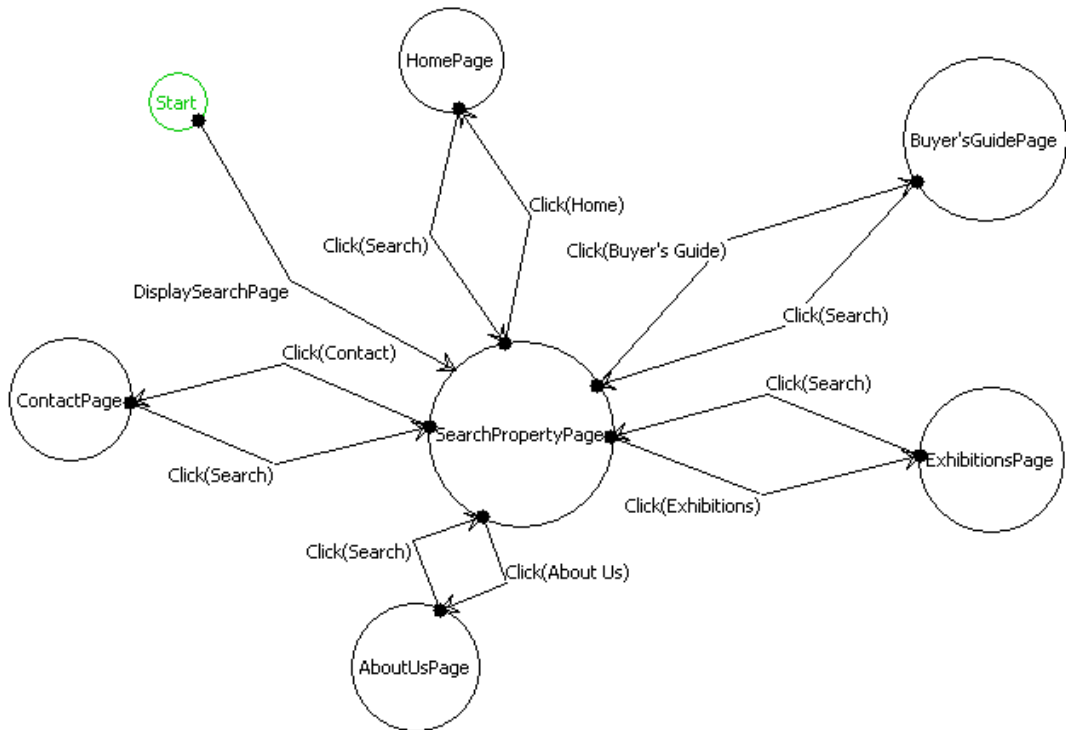 HomePage
Start
Buyer'sGuidePage
Click(Home)
Click(Search)
Click(Buyer's Guide)
DisplaySearchPage
Click(Search)
Click(Contact)
Click(Search)
ContactPage
SearchPropertyPage
ExhibitionsPage
Click(Search)
Click(Exhibitions)
Click(Search)
Click(About Us)
AboutUsPage